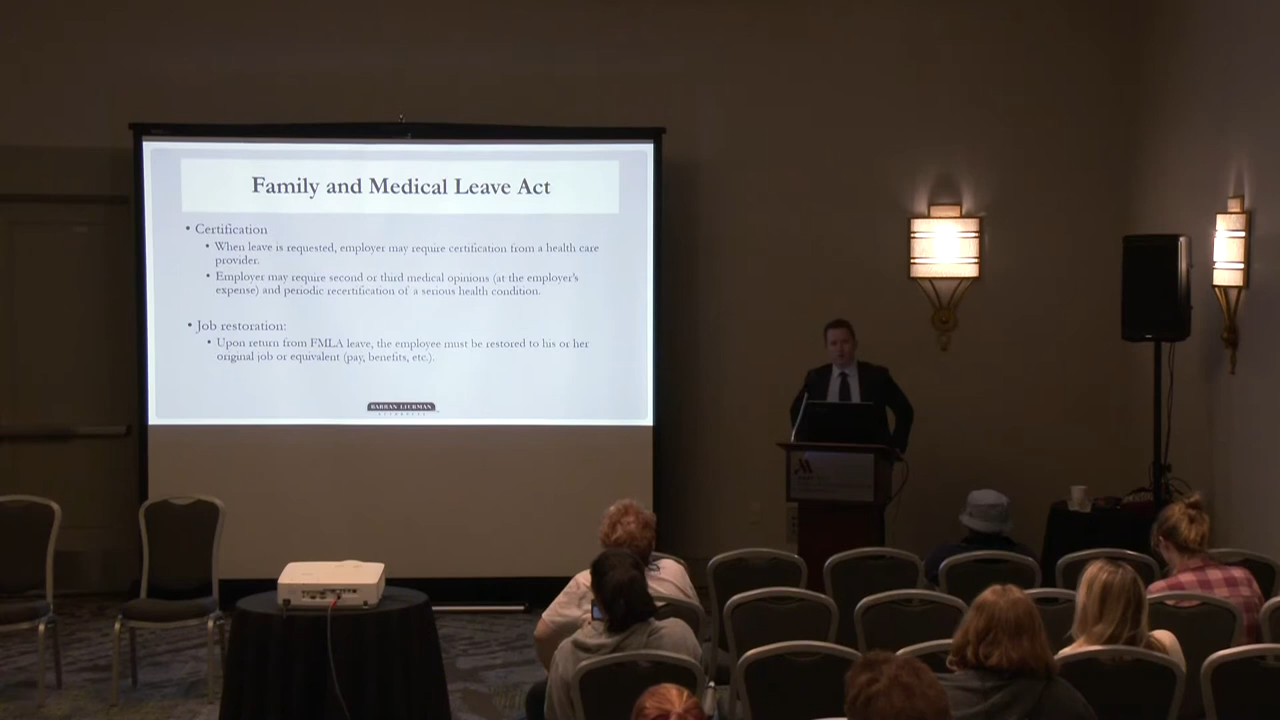 Family and Medical Leave Act
• Certification
• When leave is requested, employer may require certification from a health care
provider.
• Employer may require second or third medical opinions (at the employer's
expense) and periodic recertification of a serious health condition.
• Job restoration:
• Upon return from FMLA leave, the employee must be restored to his or her
original job or equivalent (pay, benefits, etc.).
BARRAN LIEBMAN
ATTORNEYS